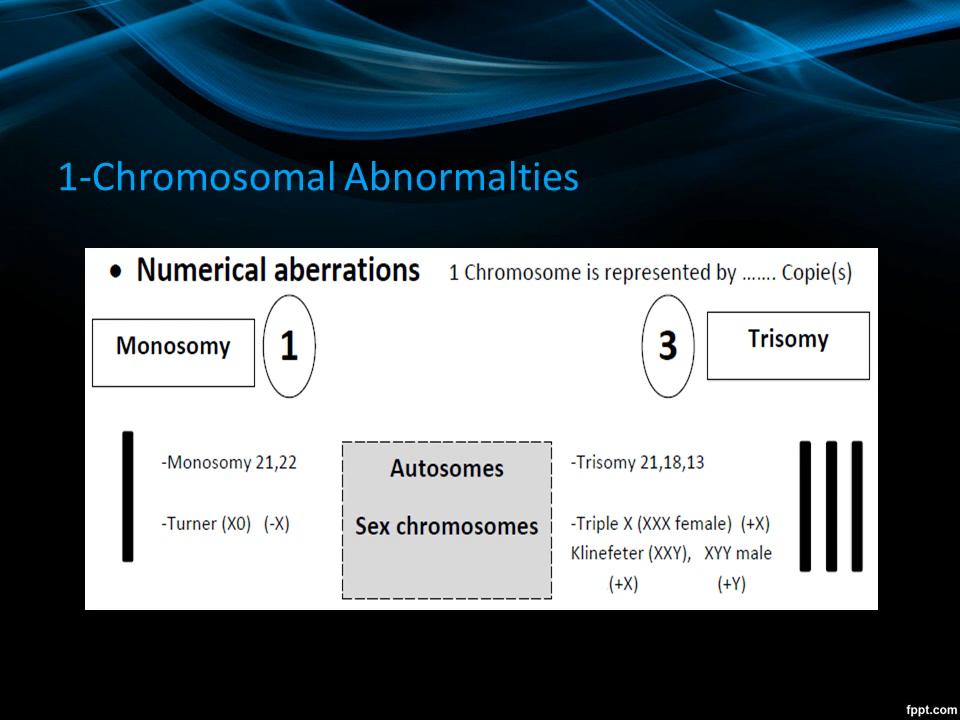 1-Chromosomal Abnormalties
• Numerical aberrations 1 Chromosome is represented by ....... Copie(s)
Monosomy 1 3 Trisomy
-Monosomy 21,22 Autosomes -Trisomy 21,18,13
-Turner (X0) (-X) Sex chromosomes -Triple X (XXX female) (+X)
Klinefeter (XXY), XYY male
(+X) (+Y)
fppt.com